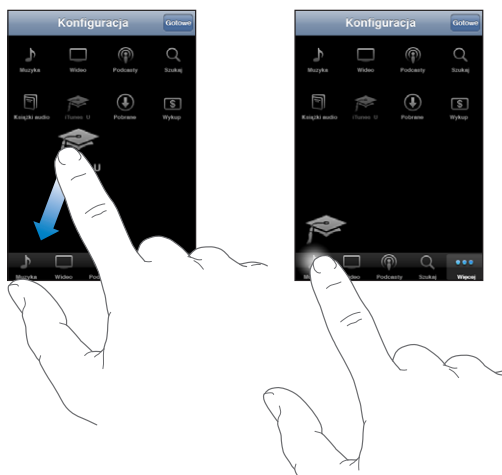 Konfiguracja Gotowe
Muzyka Wideo Podcasty Szukaj
Książki audio iTunes U Pobrane Wykup
U
Muzyka Wideo
Konfiguracja Gotowe
Muzyka Wideo Podcasty Szukaj
Książki audio iTunes U Pobrane Wykup
Podcasty Szukaj Więcej